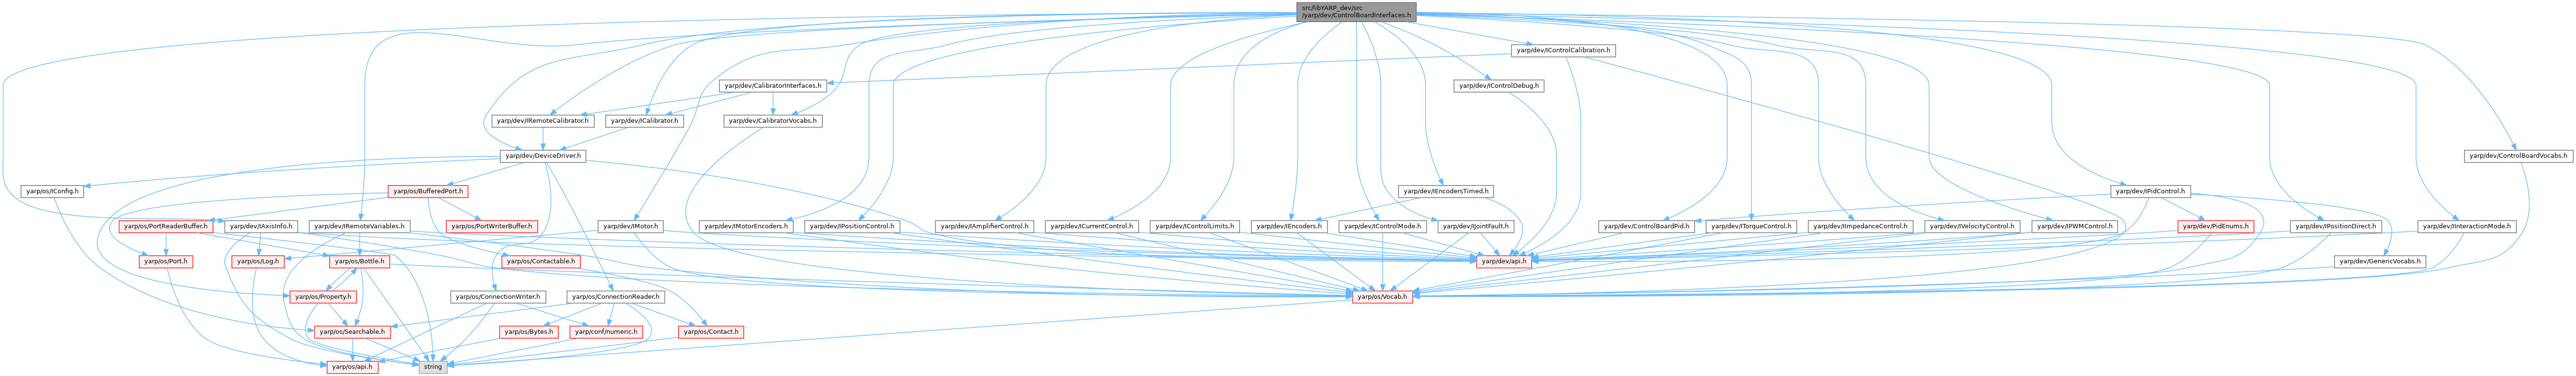 src/libYARP_dev/src
/yarp/dev/ControlBoardInterfaces.h
yarp/dev/IControlCalibration.h
yarp/dev/CalibratorInterfaces.h
yarp/dev/IControlDebug.h
yarp/dev/IRemoteCalibrator.h
yarp/dev/ICalibrator.h
yarp/dev/CalibratorVocabs.h
yarp/dev/DeviceDriver.h
yarp/dev/ControlBoardVocabs.h
yarp/os/IConfig.h
yarp/os/BufferedPort.h
yarp/dev/IEncodersTimed.h
yarp/dev/IPidControl.h
yarp/os/PortReaderBuffer.h
yarp/dev/IAxisInfo.h
yarp/dev/IRemoteVariables.h
yarp/os/PortWriterBuffer.h
yarp/dev/IMotor.h
yarp/dev/IMotorEncoders.h
yarp/dev/IPositionControl.h
yarp/dev/IAmplifierControl.h
yarp/dev/ICurrentControl.h
yarp/dev/IControlLimits.h
yarp/dev/IEncoders.h
yarp/dev/IControlMode.h
yarp/dev/IJointFault.h
yarp/dev/ControlBoardPid.h
yarp/dev/ITorqueControl.h
yarp/dev/IImpedanceControl.h
yarp/dev/IVelocityControl.h
yarp/dev/IPWMControl.h
yarp/dev/PidEnums.h
yarp/dev/IPositionDirect.h
yarp/dev/IInteractionMode.h
yarp/os/Port.h
yarp/os/Log.h
yarp/os/Bottle.h
yarp/os/Contactable.h
yarp/dev/api.h
yarp/dev/GenericVocabs.h
yarp/os/Property.h
yarp/os/ConnectionWriter.h
yarp/os/ConnectionReader.h
yarp/os/Vocab.h
yarp/os/Searchable.h
yarp/os/Bytes.h
yarp/conf/numeric.h
yarp/os/Contact.h
yarp/os/api.h
string